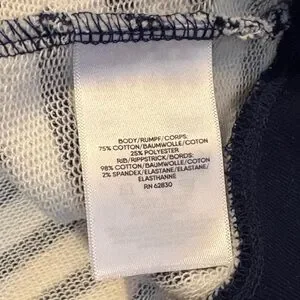 BODY/RUMPF/CORPS:
75% COTTON/BAUMWOLLE/COTON
25% POLYESTER
RIB/RIPPSTRICK/BORDS:
98% COTTON/BAUMWOLLE/COTON
2% SPANDEX/ELASTANE/ELASTANE/
ELASTHANNE
RN 62830